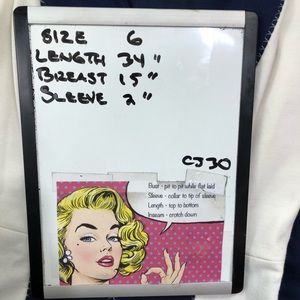 SIZE 6
LENGTH 34"
BREAST 15"
SLEEVE 2"
CJ30
Bust - pit to pit while flat laid
Sleeve - collar to tip of sleeve
Length - top to bottom
Inseam - crotch down